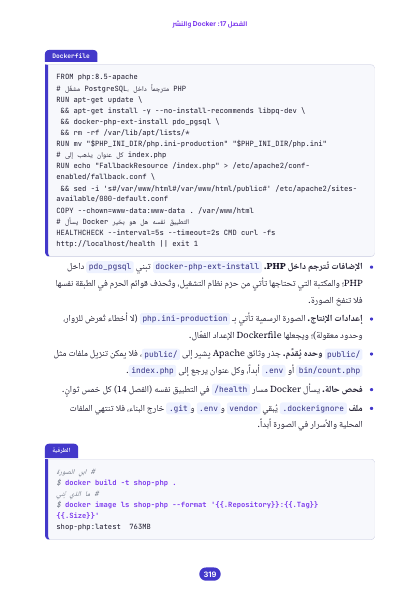 الفصل 17: Docker والنشر
Dockerfile
FROM php:8.5-apache
# مشغّل PostgreSQL مترجماً داخل PHP
RUN apt-get update \
 && apt-get install -y --no-install-recommends libpq-dev \
 && docker-php-ext-install pdo_pgsql \
 && rm -rf /var/lib/apt/lists/*
RUN mv "$PHP_INI_DIR/php.ini-production" "$PHP_INI_DIR/php.ini"
# كل عنوان يذهب إلى index.php
RUN echo "FallbackResource /index.php" > /etc/apache2/conf-
enabled/fallback.conf \
 && sed -i 's#/var/www/html#/var/www/html/public#' /etc/apache2/sites-
available/000-default.conf
COPY --chown=www-data:www-data . /var/www/html
# يسأل Docker التطبيق نفسه هل هو بخير
HEALTHCHECK --interval=5s --timeout=2s CMD curl -fs
http://localhost/health || exit 1
• الإضافات تُترجم داخل PHP. docker-php-ext-install تبني pdo_pgsql داخل
PHP؛ والمكتبة التي تحتاجها تأتي من حزم نظام التشغيل، وتُحذف قوائم الحزم في الطبقة نفسها
فلا تنفخ الصورة.
• إعدادات الإنتاج. الصورة الرسمية تأتي بـ php.ini-production (لا أخطاء تُعرض للزوار،
وحدود معقولة)؛ ويجعلها Dockerfile الإعداد الفعّال.
• public/ وحده يُقدَّم. جذر وثائق Apache يشير إلى public/، فلا يمكن تنزيل ملفات مثل
bin/count.php أو .env أبداً، وكل عنوان يرجع إلى index.php.
• فحص حالة. يسأل Docker مسار /health في التطبيق نفسه (الفصل 14) كل خمس ثوانٍ.
• ملف .dockerignore. يُبقي vendor و .env و .git خارج البناء، فلا تنتهي الملفات
المحلية والأسرار في الصورة أبداً.
الطرفية
# ابنِ الصورة
$ docker build -t shop-php .
# ما الذي بُني
$ docker image ls shop-php --format '{{.Repository}}:{{.Tag}}
{{.Size}}'
shop-php:latest  763MB
319